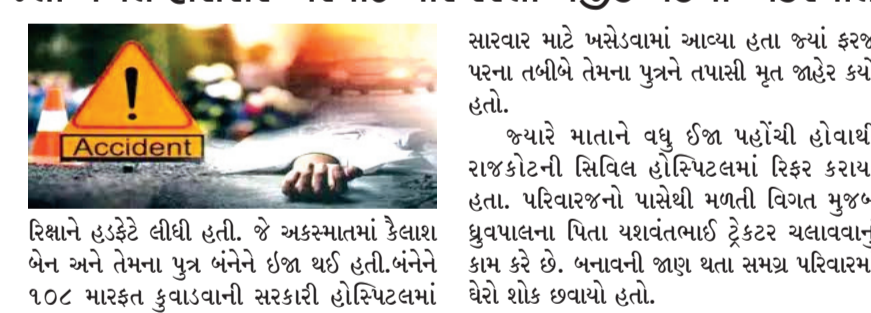 Accident
રિક્ષાને હડફેટે લીધી હતી. જે અકસ્માતમાં કૈલાશ
બેન અને તેમના પુત્ર બંનેને ઇજા થઈ હતી.બંનેને
૧૦૮ મારફત કુવાડવાની સરકારી હોસ્પિટલમાં
સારવાર માટે ખસેડવામાં આવ્યા હતા જ્યાં ફરજ
પરના તબીબે તેમના પુત્રને તપાસી મૃત જાહેર કર્યો
હતો.
જ્યારે માતાને વધુ ઈજા પહોંચી હોવાથી
રાજકોટની સિવિલ હોસ્પિટલમાં રિફર કરાય
હતા. પરિવારજનો પાસેથી મળતી વિગત મુજબ
ધ્રુવપાલના પિતા યશવંતભાઈ ટ્રેક્ટર ચલાવવાનું
કામ કરે છે. બનાવની જાણ થતા સમગ્ર પરિવારમ
ઘેરો શોક છવાયો હતો.